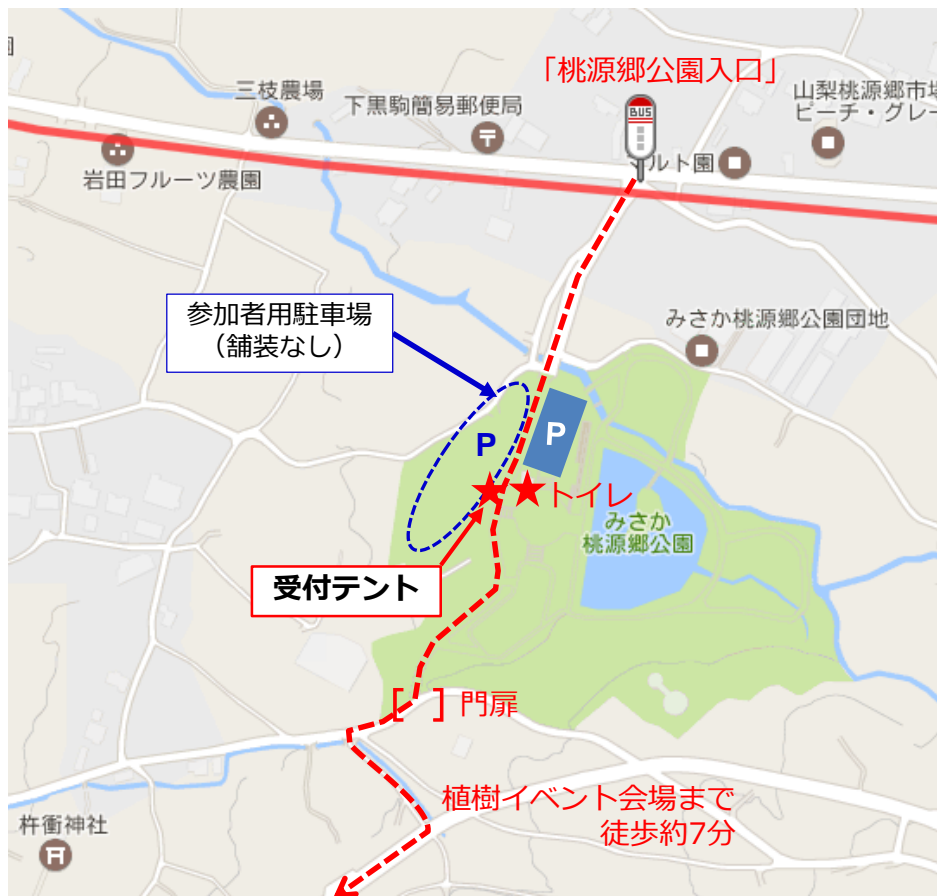 「桃源郷公園入口」
園
三枝農場
下黒駒簡易郵便局
BUS
山梨桃源郷市場
ピーチ・グレー
マルト園
岩田フルーツ農園
参加者用駐車場
(舗装なし)
みさか桃源郷公園団地
P
P
トイレ
みさか
桃源郷公園
受付テント
[ ] 門扉
植樹イベント会場まで
徒歩約7分
杵衝神社